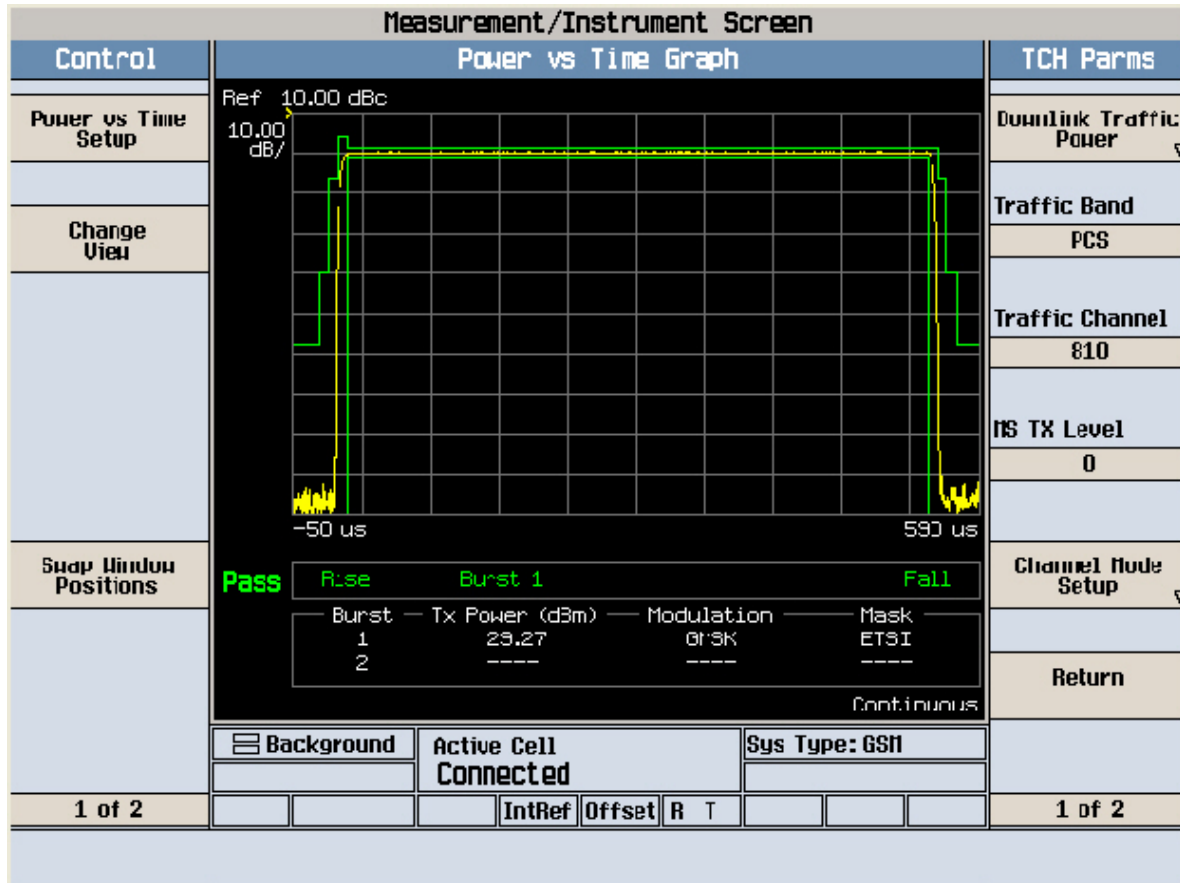 Measurement/Instrument Screen
Control
Power vs Time Graph
TCH Parms
Power vs Time
Setup
Change
View
Swap Window
Positions
1 of 2
Ref 10.00 dBc
10.00
dB/
-50 us
590 us
Pass Rise Burst 1 Fall
Burst Tx Power (dBm) Modulation Mask
1 29.27 GMSK ETSI
2 ---- ---- ----
Continuous
Background
Active Cell
Connected
Sys Type: GSM
IntRef Offset R T
Downlink Traffic
Power
Traffic Band
PCS
Traffic Channel
810
MS TX Level
0
Channel Mode
Setup
Return
1 of 2